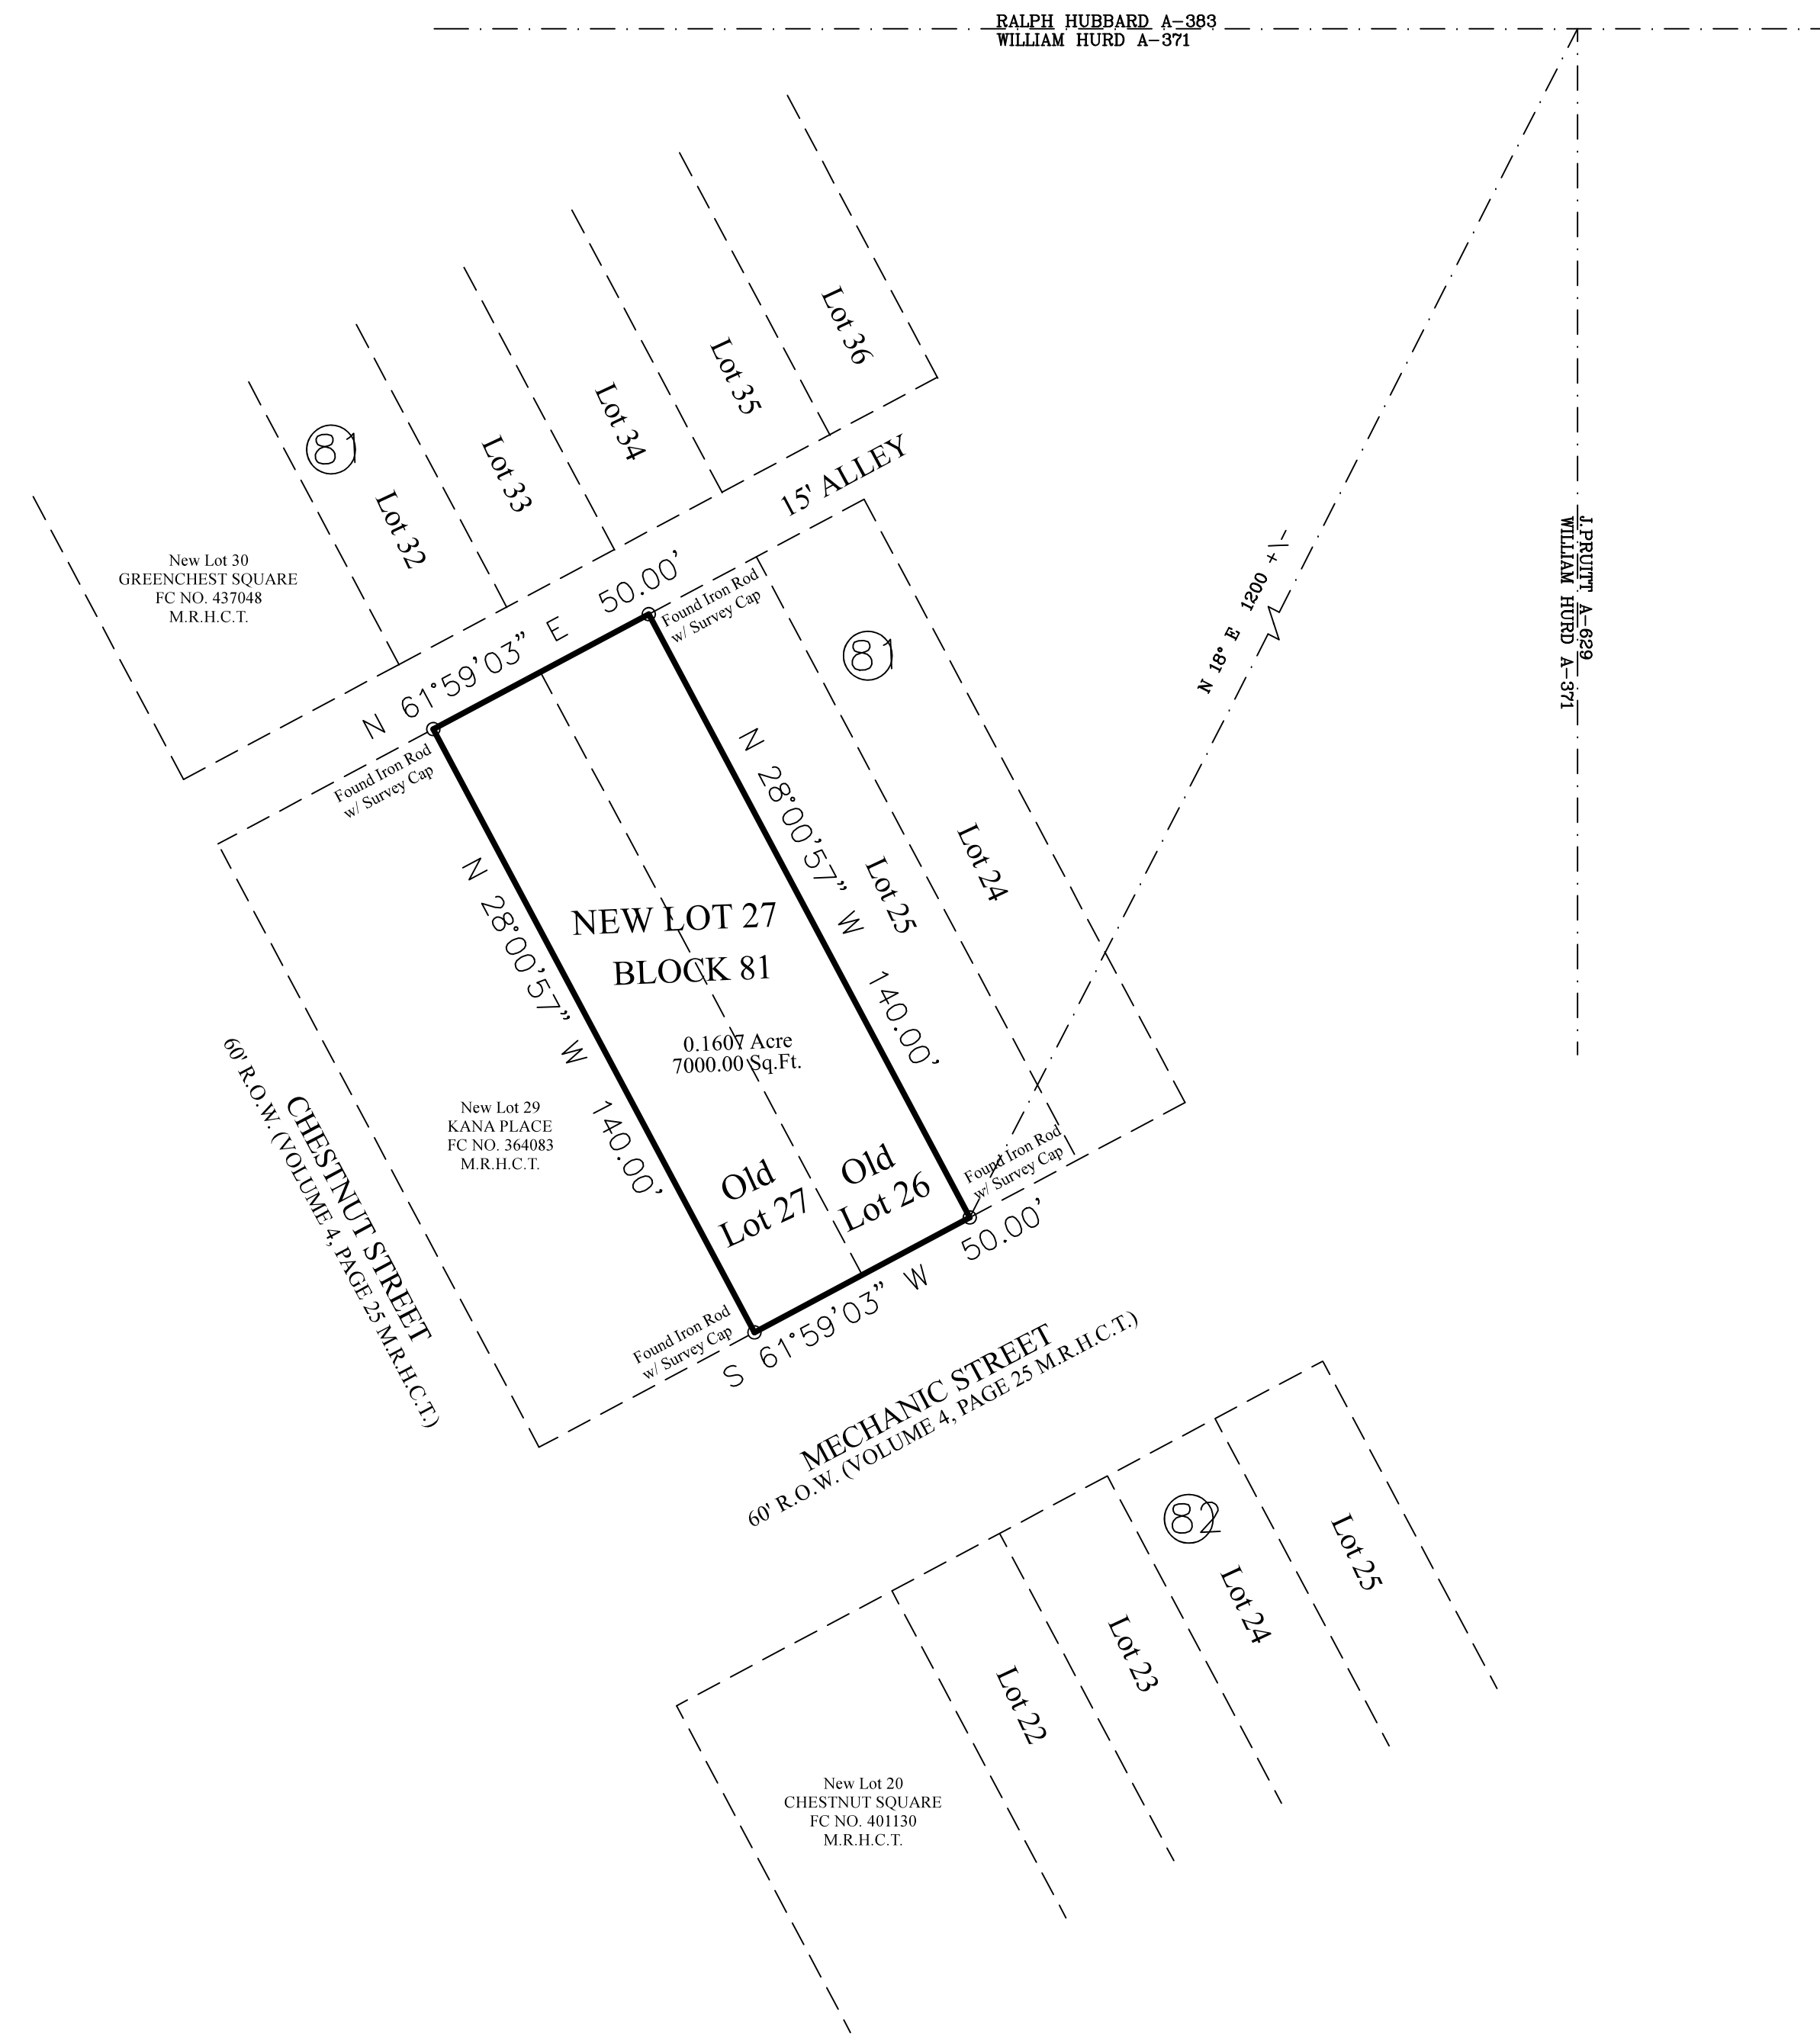 RALPH HUBBARD A-383
WILLIAM HURD A-371
Lot 36
Lot 35
Lot 34
Lot 33
Lot 32
81
15' ALLEY
New Lot 30
GREENCHEST SQUARE
FC NO. 437048
M.R.H.C.T.
J.PRUITT A-629
WILLIAM HURD A-371
N 18° E 1200 +\-
N 61°59'03" E 50.00'
Found Iron Rod
w/ Survey Cap
Found Iron Rod
w/ Survey Cap
81
N 28°00'57" W 140.00'
N 28°00'57" W 140.00'
Lot 25
Lot 24
NEW LOT 27
BLOCK 81
0.1607 Acre
7000.00 Sq.Ft.
New Lot 29
KANA PLACE
FC NO. 364083
M.R.H.C.T.
Old
Lot 27
Old
Lot 26
Found Iron Rod
w/ Survey Cap
Found Iron Rod
w/ Survey Cap
S 61°59'03" W 50.00'
CHESTNUT STREET
60' R.O.W. (VOLUME 4, PAGE 25 M.R.H.C.T.)
MECHANIC STREET
60' R.O.W. (VOLUME 4, PAGE 25 M.R.H.C.T.)
82
Lot 25
Lot 24
Lot 23
Lot 22
New Lot 20
CHESTNUT SQUARE
FC NO. 401130
M.R.H.C.T.